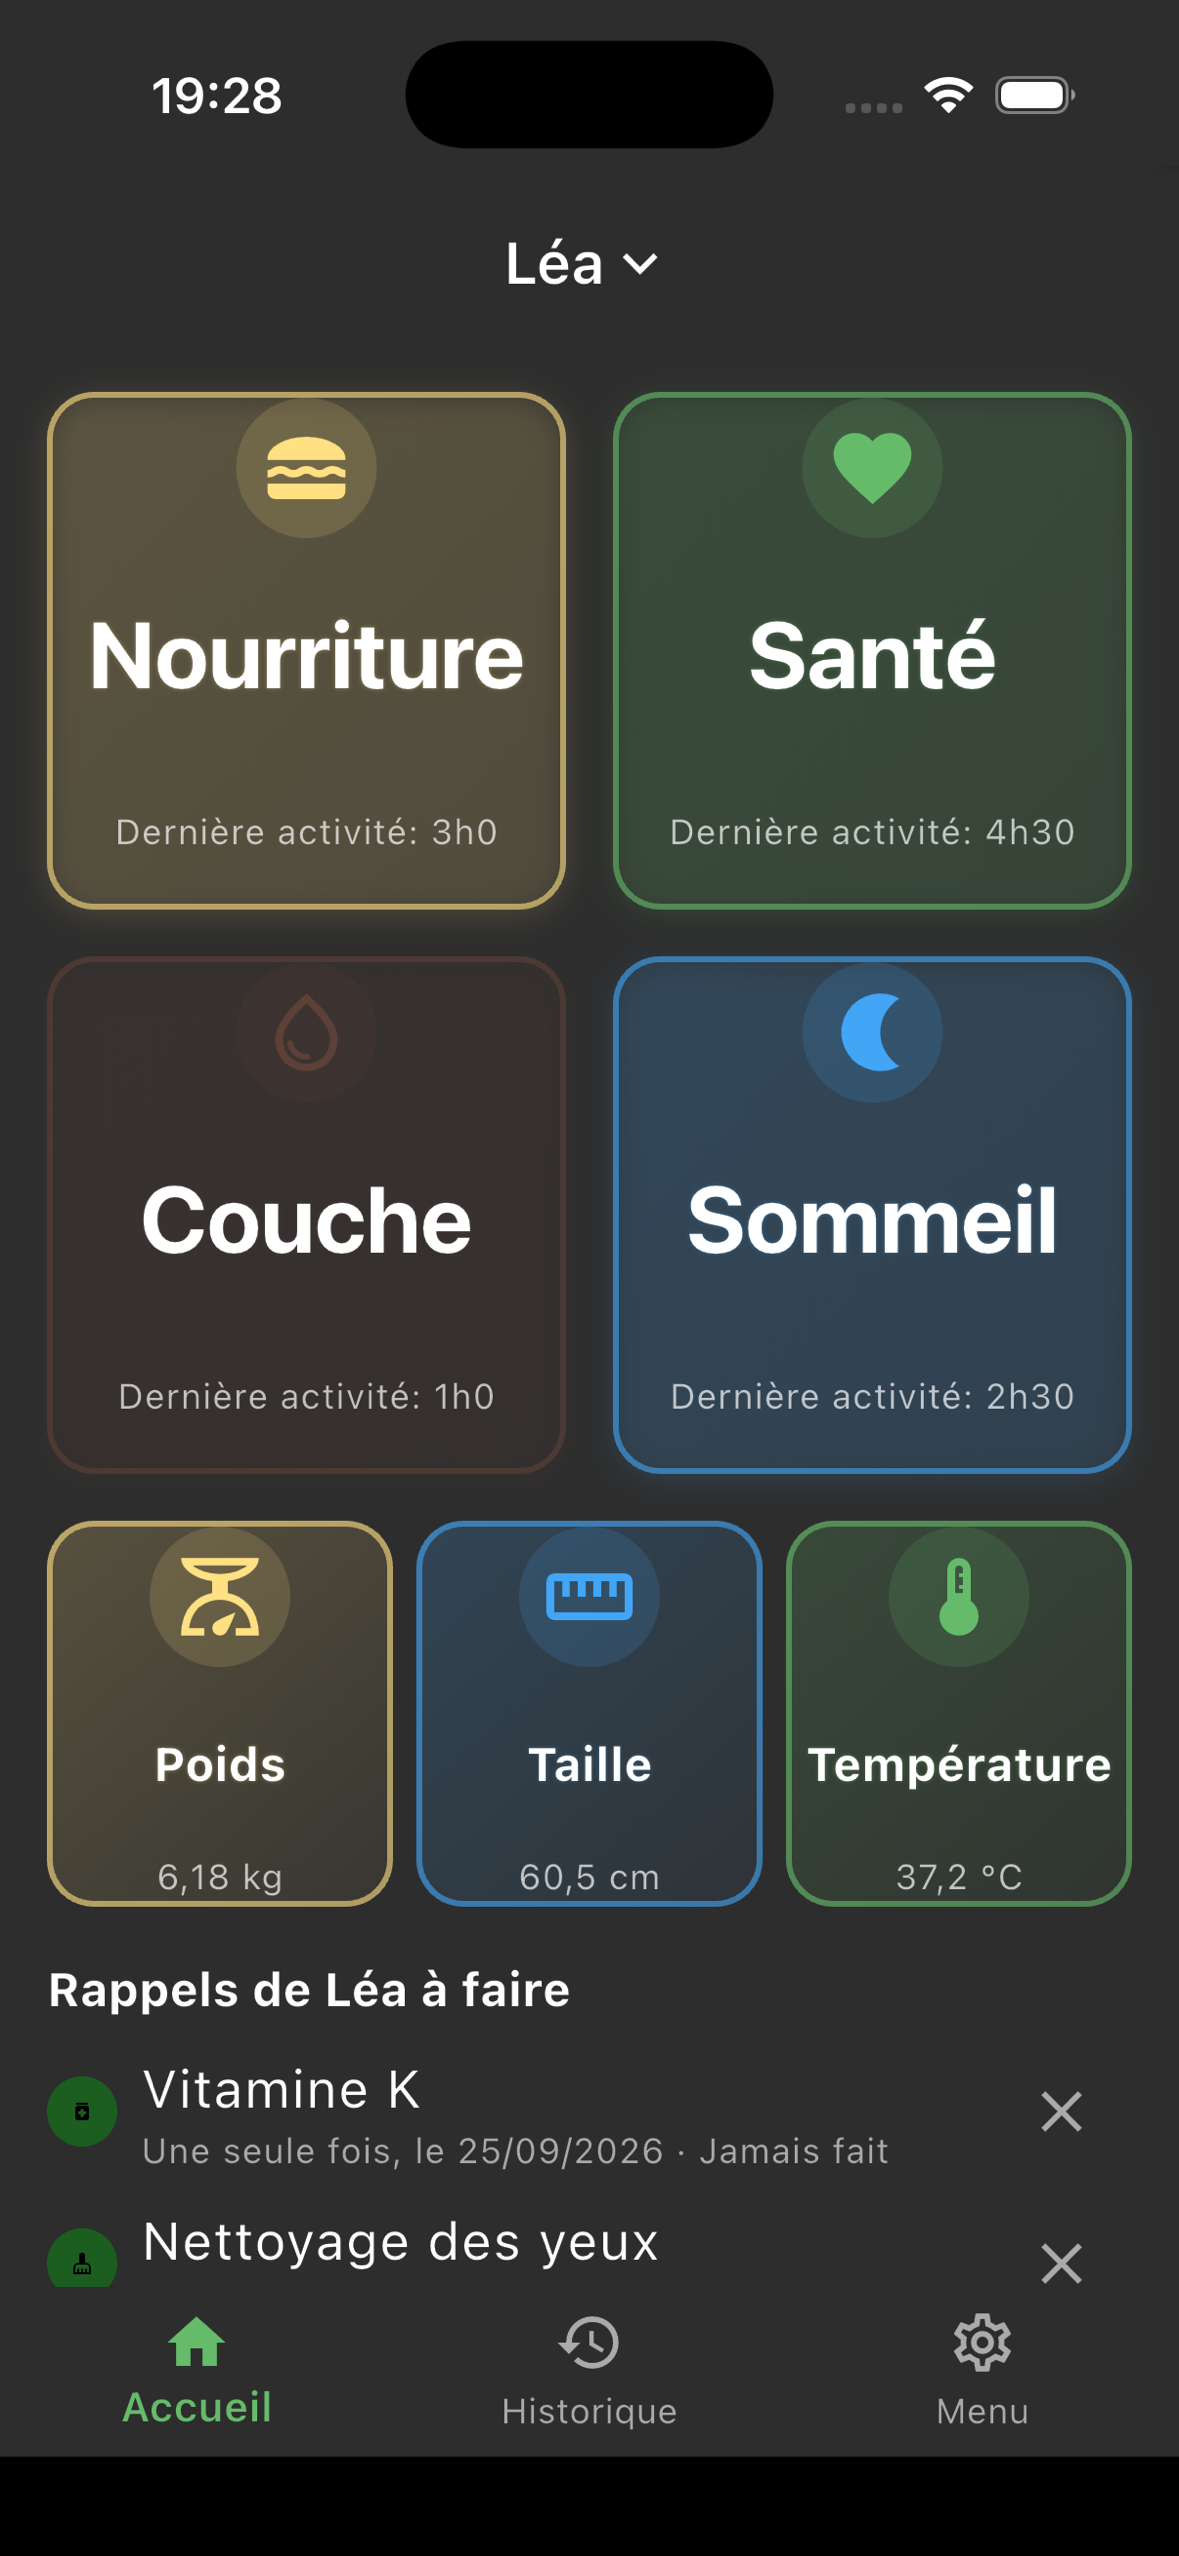 19:28
Léa
Nourriture
Dernière activité: 3h0
Santé
Dernière activité: 4h30
Couche
Dernière activité: 1h0
Sommeil
Dernière activité: 2h30
Poids
6,18 kg
Taille
60,5 cm
Température
37,2 °C
Rappels de Léa à faire
Vitamine K
Une seule fois, le 25/09/2026 · Jamais fait
Nettoyage des yeux
Accueil
Historique
Menu